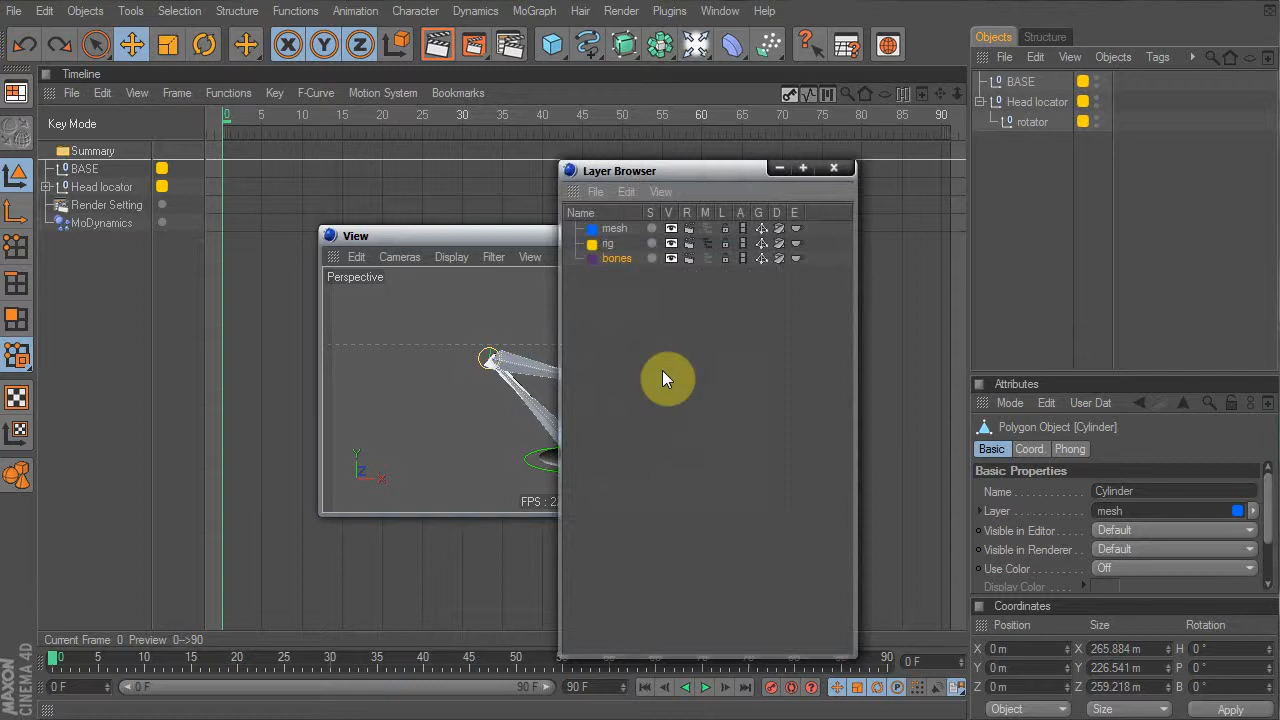 File Edit Objects Tools Selection Structure Functions Animation Character Dynamics MoGraph Hair Render Plugins Window Help
X Y Z
Timeline
File Edit View Frame Functions Key F-Curve Motion System Bookmarks
Key Mode
0 5 10 15 20 25 30 35 40 45 50 55 60 65 70 75 80 85 90
Summary
BASE
Head locator
Render Setting
MoDynamics
View
Edit Cameras Display Filter View
Perspective
Y
Z
X
FPS : 2
Layer Browser
File Edit View
Name S V R M L A G D E
mesh
rig
bones
Objects Structure
File Edit View Objects Tags
BASE
Head locator
rotator
Attributes
Mode Edit User Dat
Polygon Object [Cylinder]
Basic Coord. Phong
Basic Properties
Name Cylinder
Layer mesh
Visible in Editor Default
Visible in Renderer Default
Use Color Off
Display Color
Coordinates
Position Size Rotation
X 0 m X 265.884 m H 0 °
Y 0 m Y 226.541 m P 0 °
Z 0 m Z 259.218 m B 0 °
Object Size Apply
Current Frame 0 Preview 0-->90
0 5 10 15 20 25 30 35 40 45 50 55 60 65 70 75 80 85 90 0 F
0 F 0 F 90 F 90 F
MAXON
CINEMA 4D